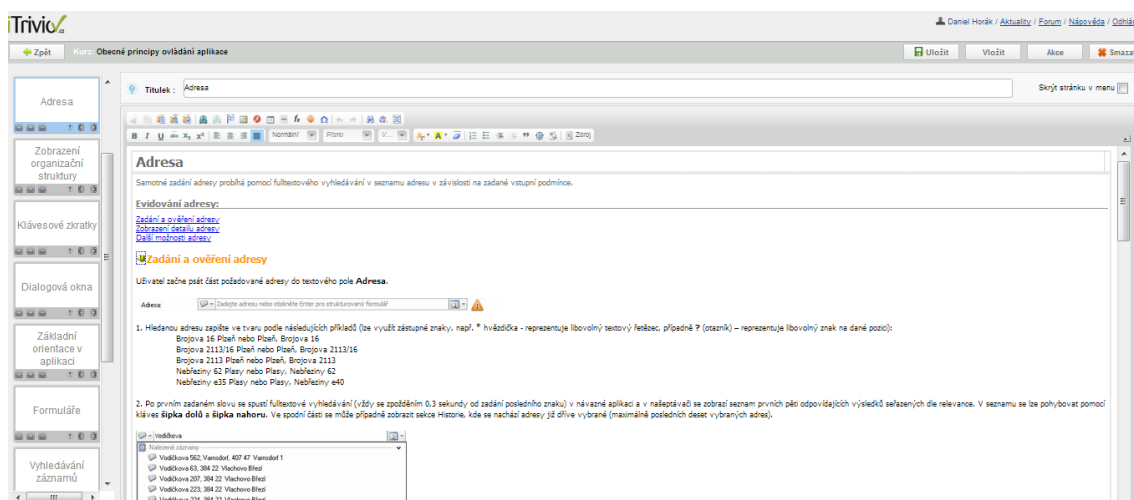 iTrivio.cz
Daniel Horák / Aktuality / Forum / Nápověda / Odhlá
Zpět
Kurz: Obecné principy ovládání aplikace
Uložit
Vložit
Akce
Smazat
Adresa
Zobrazení
organizační
struktury
Klávesové zkratky
Dialogová okna
Základní
orientace v
aplikaci
Formuláře
Vyhledávání
záznamů
Titulek :
Adresa
Skrýt stránku v menu
B I U X₂ X²
Normální
Písmo
V...
Zdroj
Adresa
Samotné zadání adresy probíhá pomocí fulltextového vyhledávání v seznamu adresu v závislosti na zadané vstupní podmínce.
Evidování adresy:
Zadání a ověření adresy
Zobrazení detailu adresy
Další možnosti adresy
Zadání a ověření adresy
Uživatel začne psát část požadované adresy do textového pole Adresa.
Adresa:
Zadejte adresu nebo stiskněte Enter pro strukturovaný formulář
1. Hledanou adresu zapište ve tvaru podle následujících příkladů (lze využít zástupné znaky, např. * hvězdička - reprezentuje libovolný textový řetězec, případně ? (otazník) – reprezentuje libovolný znak na dané pozici):
Brojova 16 Plzeň nebo Plzeň, Brojova 16
Brojova 2113/16 Plzeň nebo Plzeň, Brojova 2113/16
Brojova 2113 Plzeň nebo Plzeň, Brojova 2113
Nebřeziny 62 Plasy nebo Plasy, Nebřeziny 62
Nebřeziny e35 Plasy nebo Plasy, Nebřeziny e40
2. Po prvním zadaném slovu se spustí fulltextové vyhledávání (vždy se zpožděním 0,3 sekundy od zadání posledního znaku) v návazné aplikaci a v našeptávači se zobrazí seznam prvních pěti odpovídajících výsledků seřazených dle relevance. V seznamu se lze pohybovat pomocí
kláves šipka dolů a šipka nahoru. Ve spodní části se může případně zobrazit sekce Historie, kde se nachází adresy již dříve vybrané (maximálně posledních deset vybraných adres).
Vodičkova
Nalezené záznamy
Vodičkova 562, Varnsdorf, 407 47 Varnsdorf 1
Vodičkova 63, 384 22 Vlachovo Březí
Vodičkova 207, 384 22 Vlachovo Březí
Vodičkova 223, 384 22 Vlachovo Březí
Vodičkova 224, 384 22 Vlachovo Březí